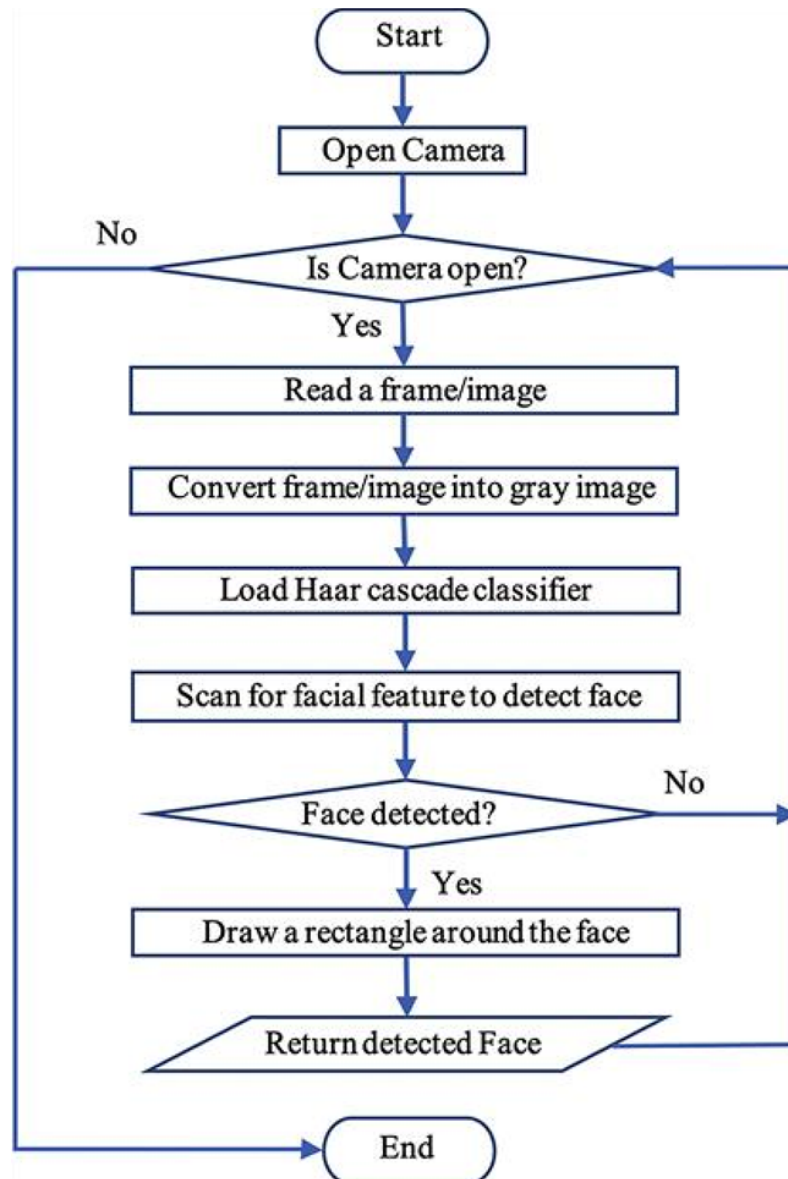 Start
Open Camera
No
Is Camera open?
Yes
Read a frame/image
Convert frame/image into gray image
Load Haar cascade classifier
Scan for facial feature to detect face
No
Face detected?
Yes
Draw a rectangle around the face
Return detected Face
End